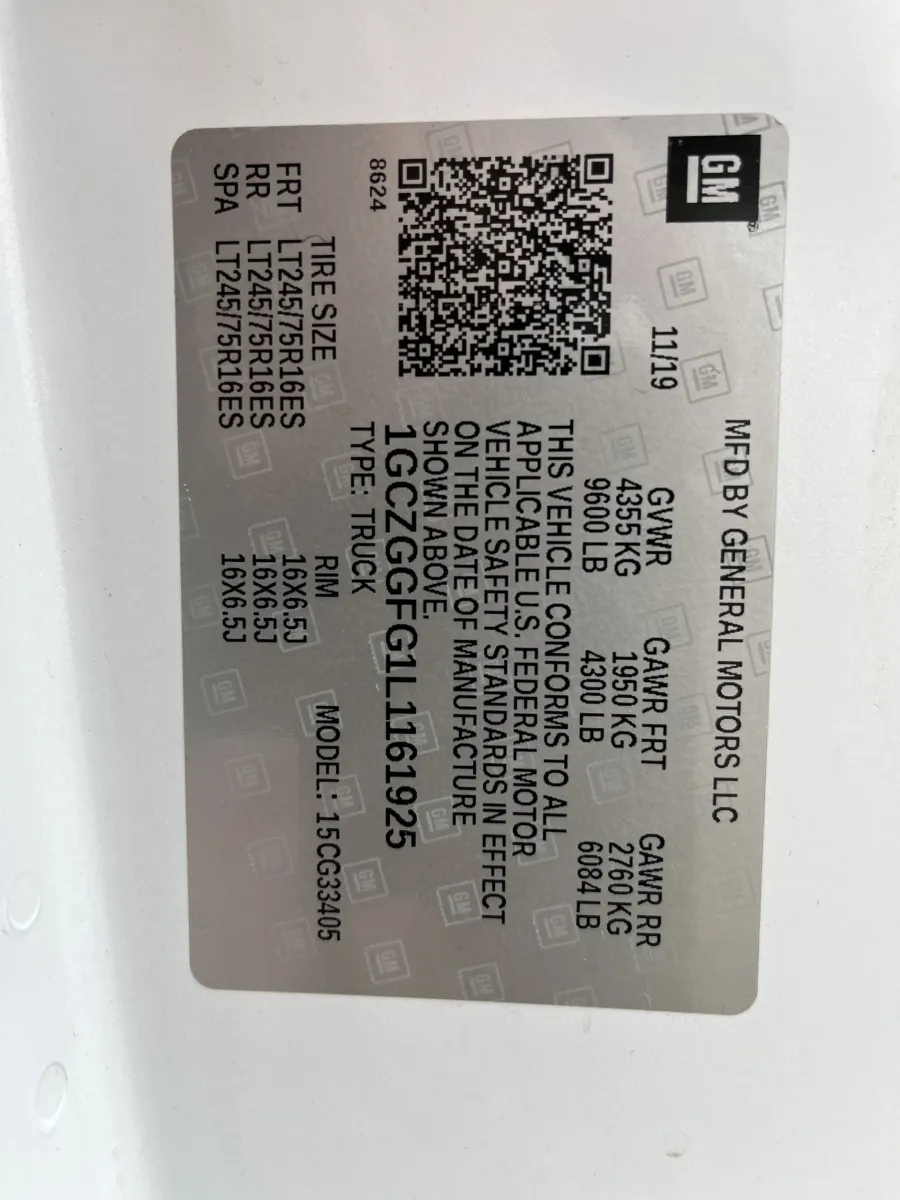 GM
MFD BY GENERAL MOTORS LLC
11/19
GVWR GAWR FRT GAWR RR
4355 KG 1950 KG 2760 KG
9600 LB 4300 LB 6084 LB
THIS VEHICLE CONFORMS TO ALL
APPLICABLE U.S. FEDERAL MOTOR
VEHICLE SAFETY STANDARDS IN EFFECT
ON THE DATE OF MANUFACTURE
SHOWN ABOVE.
1GCZGGFG1L1161925
8624
TYPE: TRUCK
TIRE SIZE RIM MODEL: 15CG33405
FRT LT245/75R16ES 16X6.5J
RR LT245/75R16ES 16X6.5J
SPA LT245/75R16ES 16X6.5J